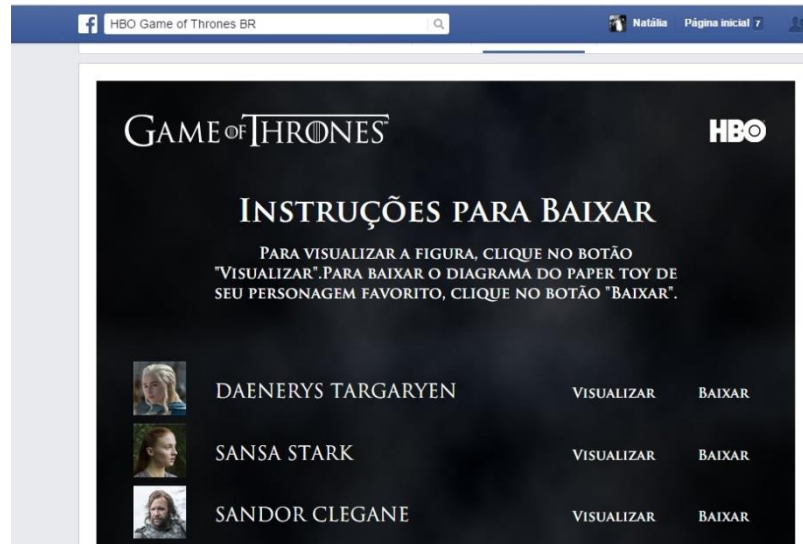 f HBO Game of Thrones BR Natália Página inicial 7
GAME OF THRONES HBO
INSTRUÇÕES PARA BAIXAR
PARA VISUALIZAR A FIGURA, CLIQUE NO BOTÃO
"VISUALIZAR".PARA BAIXAR O DIAGRAMA DO PAPER TOY DE
SEU PERSONAGEM FAVORITO, CLIQUE NO BOTÃO "BAIXAR".
DAENERYS TARGARYEN VISUALIZAR BAIXAR
SANSA STARK VISUALIZAR BAIXAR
SANDOR CLEGANE VISUALIZAR BAIXAR